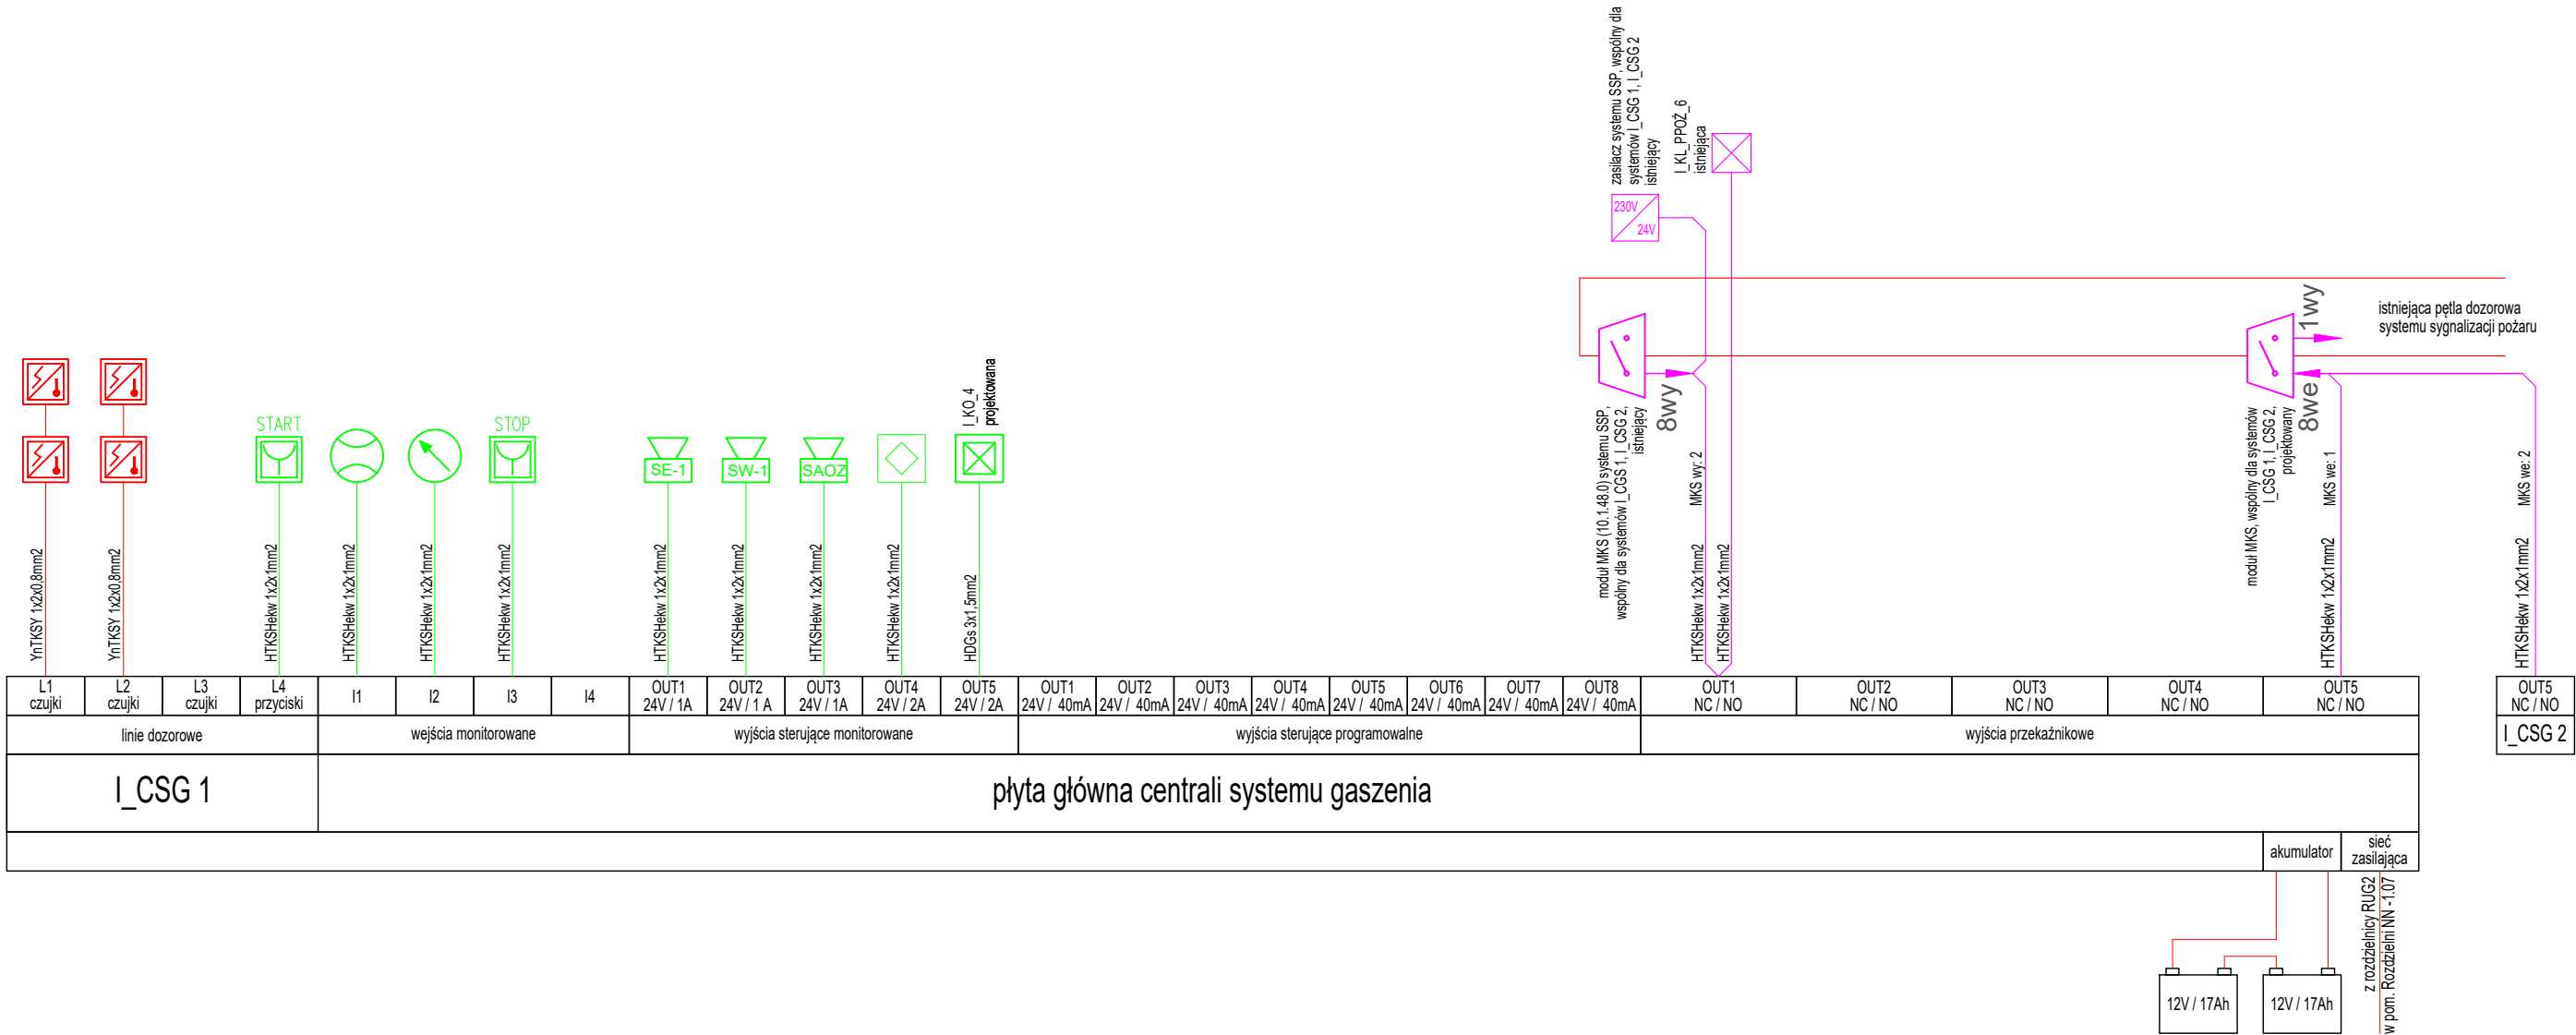 zasilacz systemu SSP, wspólny dla
systemów I_CSG 1, I_CSG 2
istniejący
I_KL_PPOŻ_6
istniejąca
230V
24V
1wy
istniejąca pętla dozorowa
systemu sygnalizacji pożaru
8wy
8we
moduł MKS (10.1.48.0) systemu SSP,
wspólny dla systemów I_CGS 1, I_CSG 2,
istniejący
moduł MKS, wspólny dla systemów
I_CSG 1, I_CSG 2,
projektowany
MKS wy: 2
MKS we: 1
MKS we: 2
I_KO_4
projektowana
START
STOP
SE-1
SW-1
SAOZ
YnTKSY 1x2x0,8mm2
YnTKSY 1x2x0,8mm2
HTKSHekw 1x2x1mm2
HTKSHekw 1x2x1mm2
HTKSHekw 1x2x1mm2
HTKSHekw 1x2x1mm2
HTKSHekw 1x2x1mm2
HTKSHekw 1x2x1mm2
HTKSHekw 1x2x1mm2
HTKSHekw 1x2x1mm2
HDGs 3x1,5mm2
HTKSHekw 1x2x1mm2
HTKSHekw 1x2x1mm2
HTKSHekw 1x2x1mm2
HTKSHekw 1x2x1mm2
L1
czujki
L2
czujki
L3
czujki
L4
przyciski
I1
I2
I3
I4
OUT1
24V / 1A
OUT2
24V / 1 A
OUT3
24V / 1A
OUT4
24V / 2A
OUT5
24V / 2A
OUT1
24V / 40mA
OUT2
24V / 40mA
OUT3
24V / 40mA
OUT4
24V / 40mA
OUT5
24V / 40mA
OUT6
24V / 40mA
OUT7
24V / 40mA
OUT8
24V / 40mA
OUT1
NC / NO
OUT2
NC / NO
OUT3
NC / NO
OUT4
NC / NO
OUT5
NC / NO
OUT5
NC / NO
linie dozorowe
wejścia monitorowane
wyjścia sterujące monitorowane
wyjścia sterujące programowalne
wyjścia przekaźnikowe
I_CSG 2
I_CSG 1
płyta główna centrali systemu gaszenia
akumulator
sieć
zasilająca
z rozdzielnicy RUG2
w pom. Rozdzielni NN -1.07
12V / 17Ah
12V / 17Ah